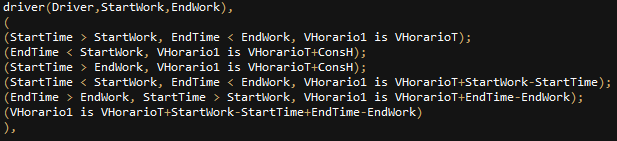 driver(Driver,StartWork,EndWork),
(
(StartTime > StartWork, EndTime < EndWork, VHorario1 is VHorarioT);
(EndTime < StartWork, VHorario1 is VHorarioT+ConsH);
(StartTime > EndWork, VHorario1 is VHorarioT+ConsH);
(StartTime < StartWork, EndTime < EndWork, VHorario1 is VHorarioT+StartWork-StartTime);
(EndTime > EndWork, StartTime > StartWork, VHorario1 is VHorarioT+EndTime-EndWork);
(VHorario1 is VHorarioT+StartWork-StartTime+EndTime-EndWork)
),